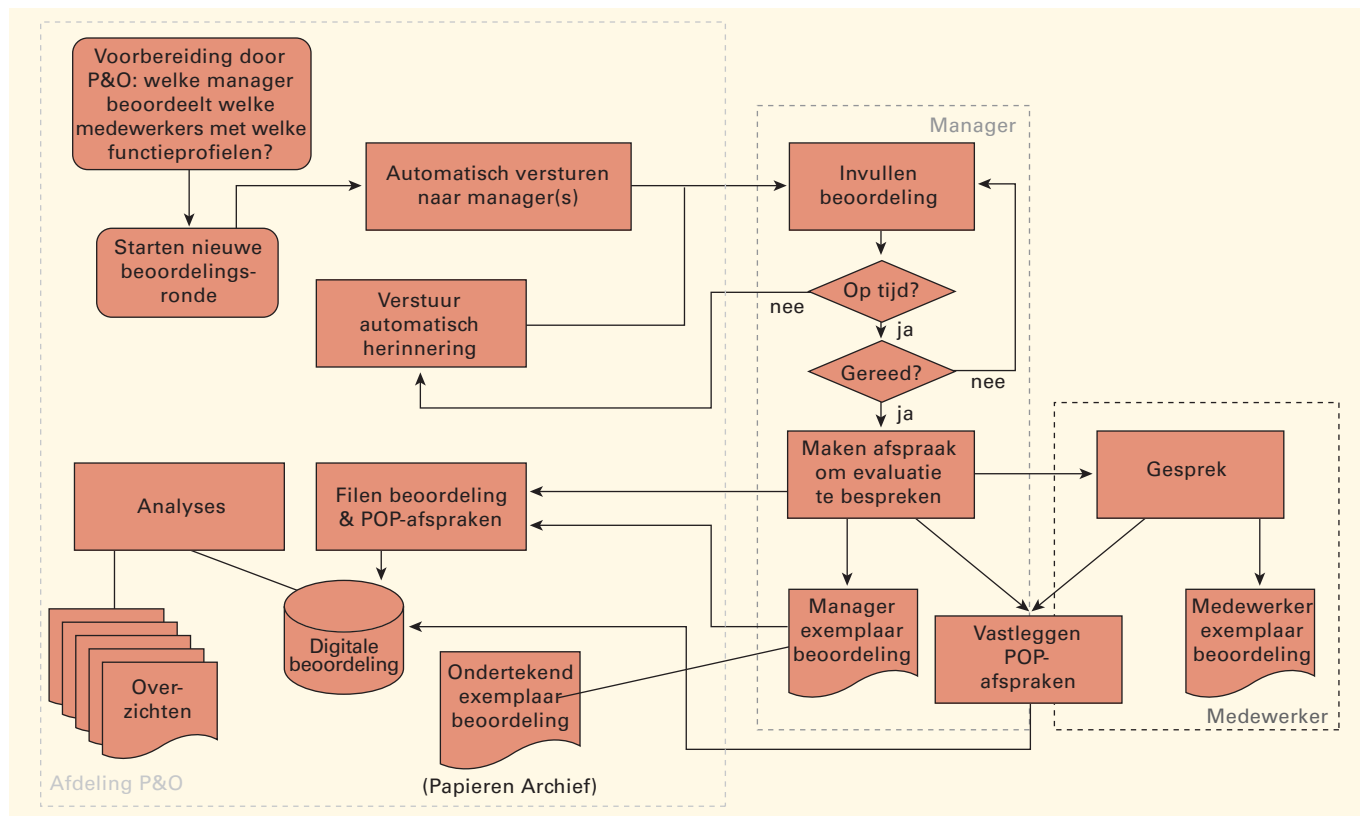 Voorbereiding door
P&O: welke manager
beoordeelt welke
medewerkers met welke
functieprofielen?
Manager
Automatisch versturen
naar manager(s)
Invullen
beoordeling
Starten nieuwe
beoordelings-
ronde
Op tijd?
nee
ja
Verstuur
automatisch
herinnering
Gereed?
nee
ja
Maken afspraak
om evaluatie
te bespreken
Gesprek
Analyses
Filen beoordeling
& POP-afspraken
Manager
exemplaar
beoordeling
Medewerker
exemplaar
beoordeling
Vastleggen
POP-
afspraken
Digitale
beoordeling
Ondertekend
exemplaar
beoordeling
Over-
zichten
Medewerker
Afdeling P&O
(Papieren Archief)